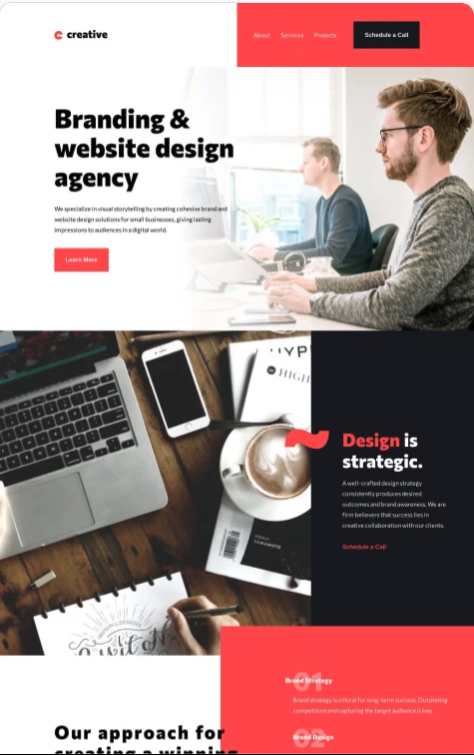 creative
About Services Projects Schedule a Call
Branding &
website design
agency
We specialize in visual storytelling by creating cohesive brand and
website design solutions for small businesses, giving lasting
impressions to audiences in a digital world.
Learn More
HYP
HIGH
Design is
strategic.
A well-crafted design strategy
consistently produces desired
outcomes and brand awareness. We are
firm believers that success lies in
creative collaboration with our clients.
Schedule a Call
01
Brand Strategy
Brand strategy is critical for long-term success. Outshining
competitors and capturing the target audience is key.
02
Brand Design
Our approach for
creating a winning